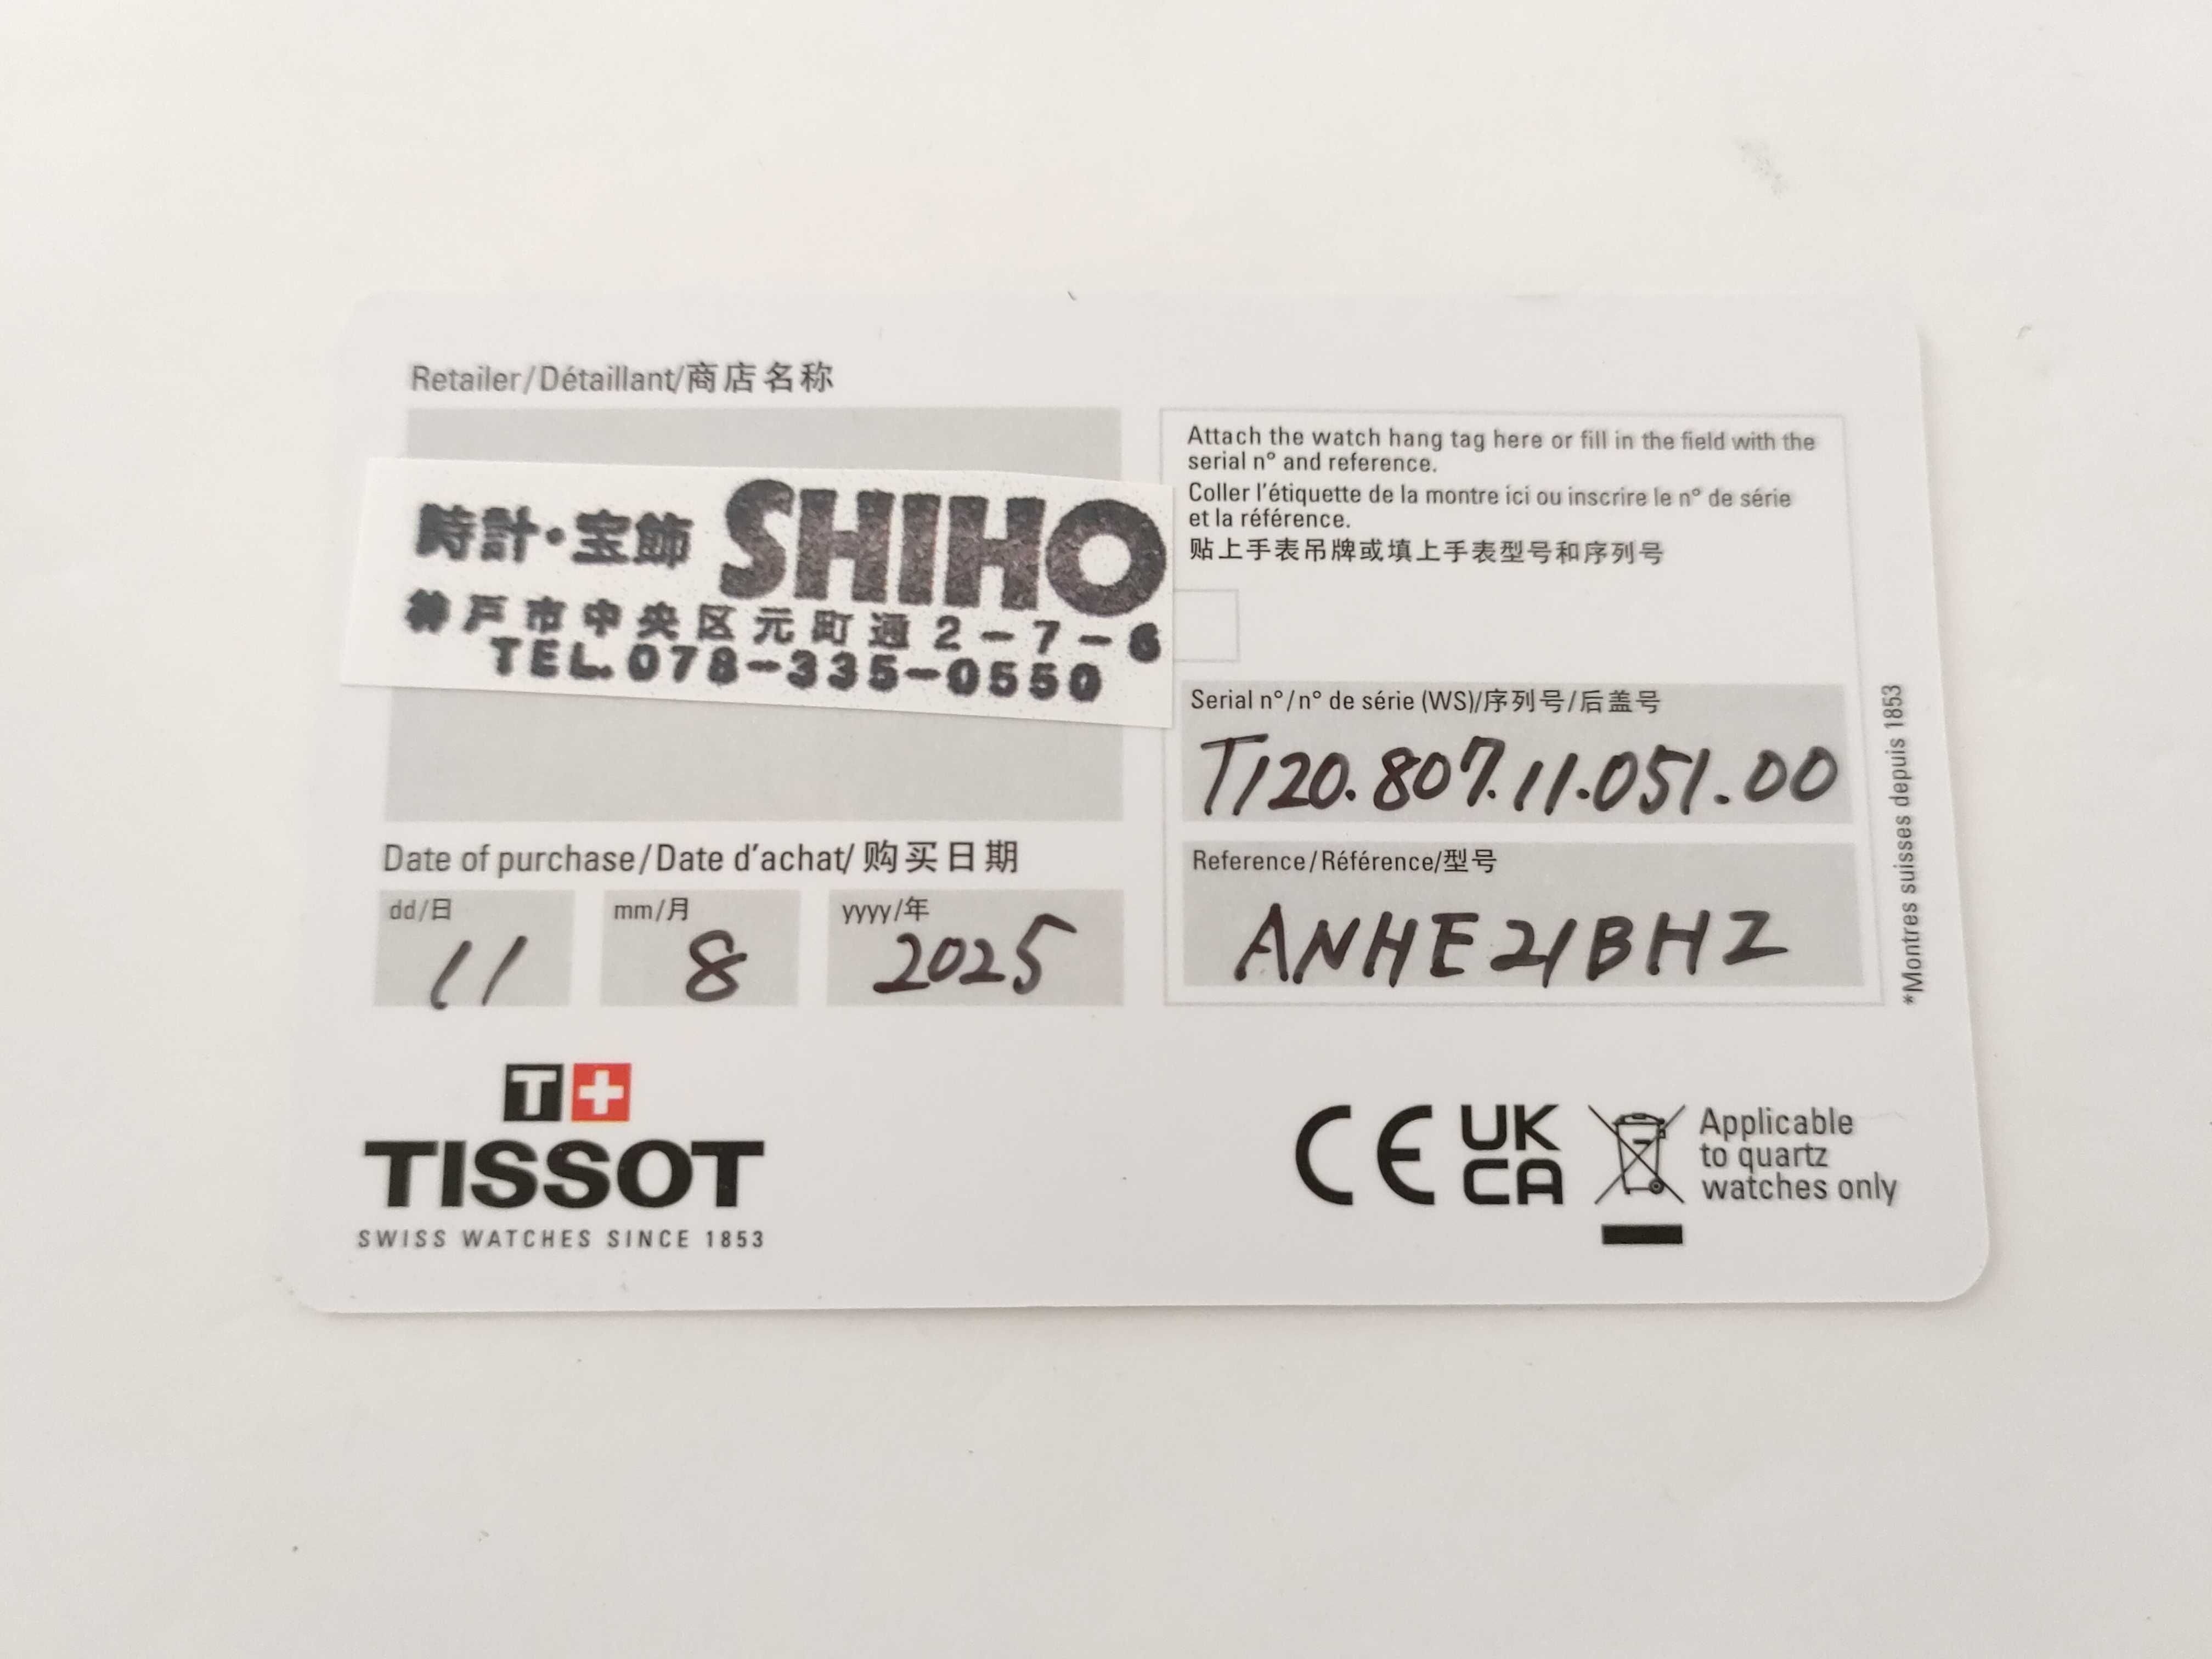 Retailer/Détaillant/商店名称
時計・宝飾 SHIHO
神戸市中央区元町通2-7-6
TEL.078-335-0550
Date of purchase/Date d'achat/购买日期
dd/日 mm/月 yyyy/年
11 8 2025
T+
TISSOT
SWISS WATCHES SINCE 1853
Attach the watch hang tag here or fill in the field with the
serial n° and reference.
Coller l'étiquette de la montre ici ou inscrire le n° de série
et la référence.
贴上手表吊牌或填上手表型号和序列号
Serial n°/n° de série (WS)/序列号/后盖号
T120.807.11.051.00
Reference/Référence/型号
ANHE21BHZ
*Montres suisses depuis 1853
CE UK
CA
Applicable
to quartz
watches only